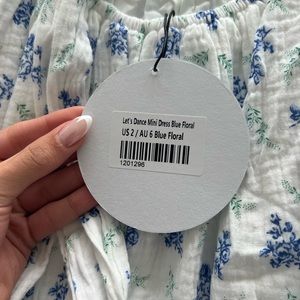 Let's Dance Mini Dress Blue Floral
US 2 / AU 6 Blue Floral
1201296